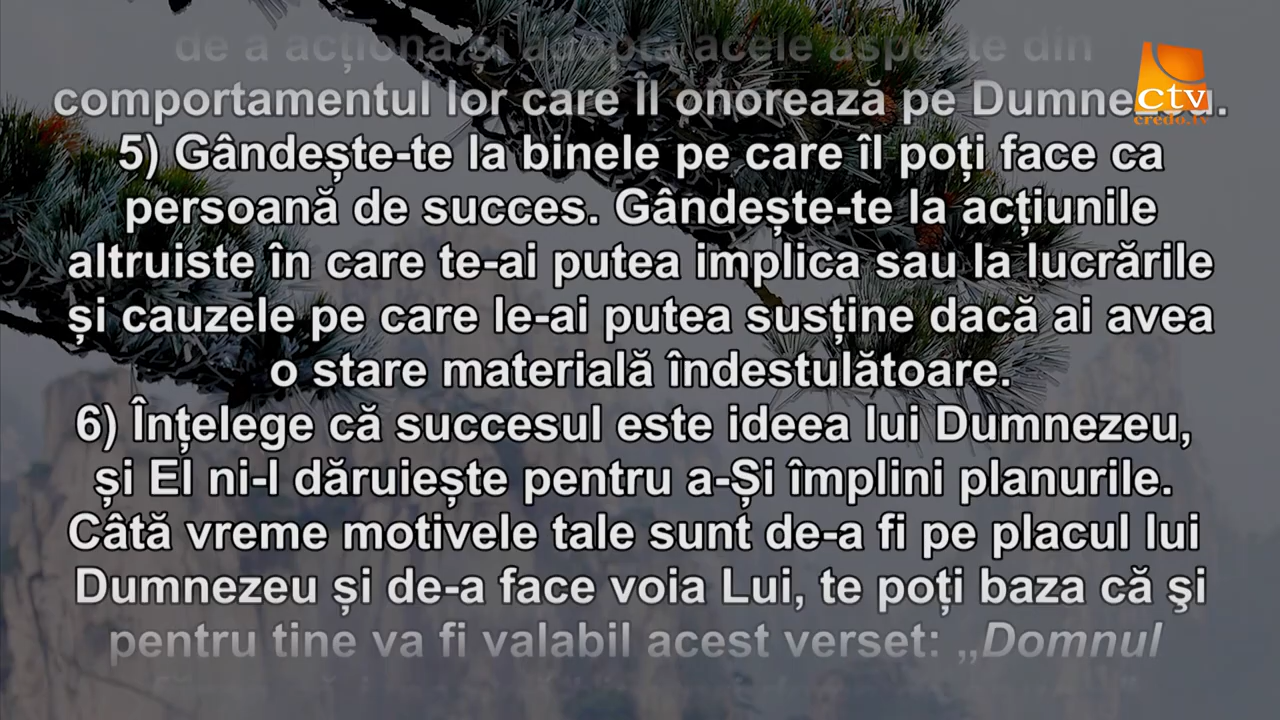 de a acționa și adopta acele aspecte din
comportamentul lor care Îl onorează pe
ctv
credo.tv
5) Gândește-te la binele pe care îl poți face ca
persoană de succes. Gândește-te la acțiunile
altruiste în care te-ai putea implica sau la lucrările
și cauzele pe care le-ai putea susține dacă ai avea
o stare materială îndestulătoare.
6) Înțelege că succesul este ideea lui Dumnezeu,
și El ni-l dăruiește pentru a-Și împlini planurile.
Câtă vreme motivele tale sunt de-a fi pe placul lui
Dumnezeu și de-a face voia Lui, te poți baza că şi
pentru tine va fi valabil acest verset: „Domnul